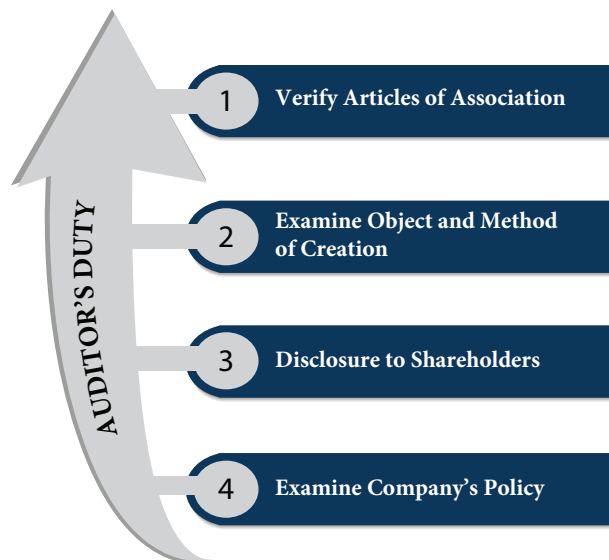 AUDITOR'S DUTY
1 Verify Articles of Association
2 Examine Object and Method
of Creation
3 Disclosure to Shareholders
4 Examine Company's Policy